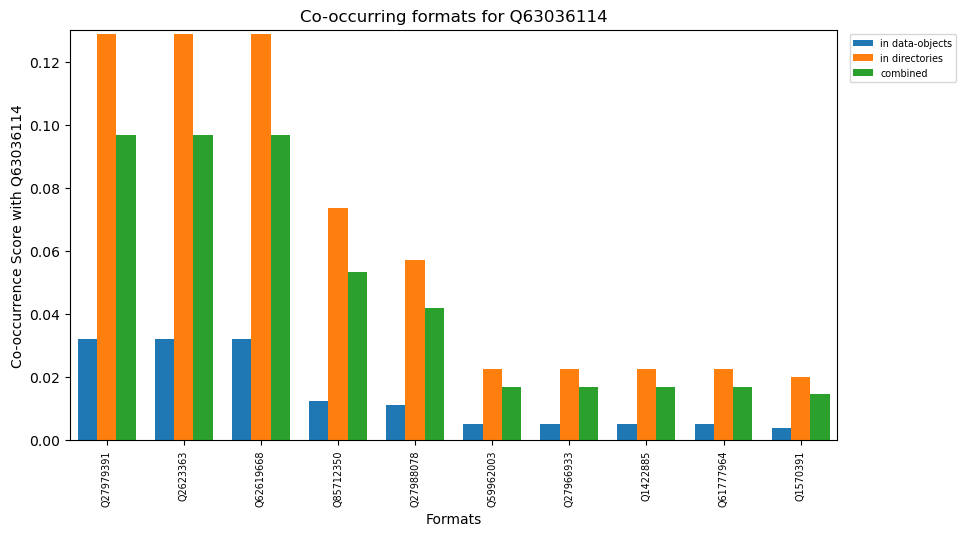 Co-occurring formats for Q63036114
Co-occurrence Score with Q63036114
0.12
0.10
0.08
0.06
0.04
0.02
0.00
Q27979391
Q2623363
Q62619668
Q85712350
Q27988078
Q59962003
Q27966933
Q1422885
Q61777964
Q1570391
Formats
in data-objects
in directories
combined